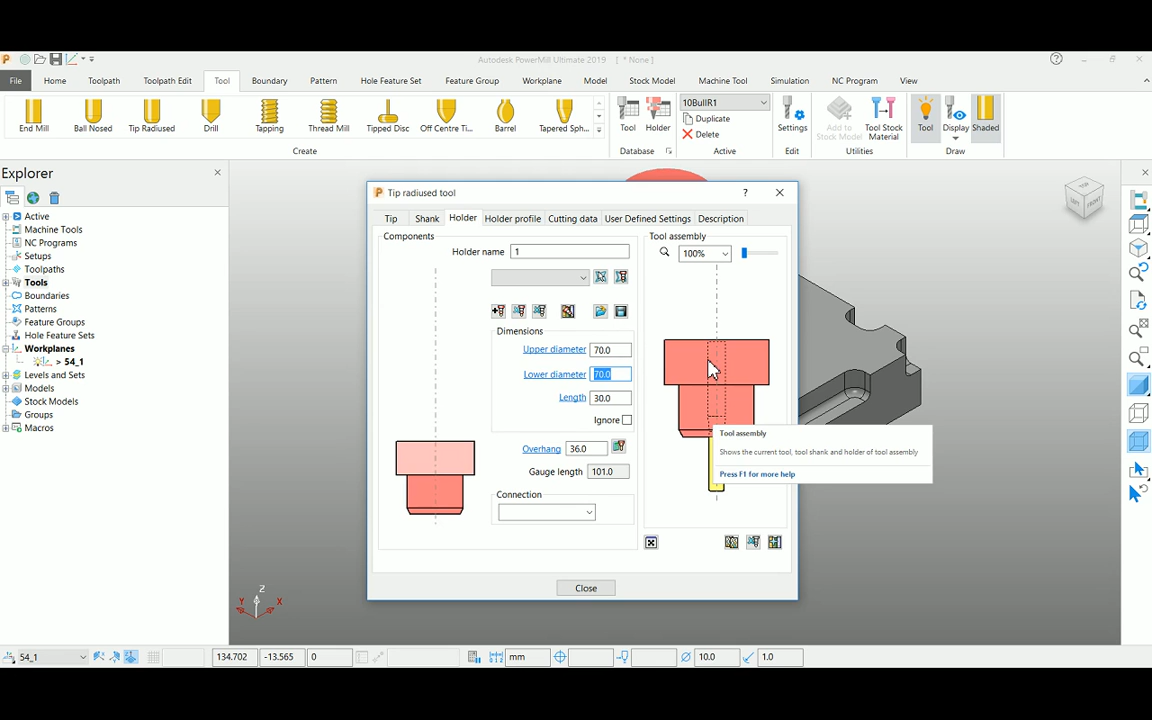 Autodesk PowerMill Ultimate 2019 [ * None ]
File Home Toolpath Toolpath Edit Tool Boundary Pattern Hole Feature Set Feature Group Workplane Model Stock Model Machine Tool Simulation NC Program View
End Mill Ball Nosed Tip Radiused Drill Tapping Thread Mill Tipped Disc Off Centre Ti... Barrel Tapered Sph...
Create
Tool Holder
Database
10BullR1
Duplicate
Delete
Active
Settings
Edit
Add to Stock Model
Tool Stock Material
Utilities
Tool Display Shaded
Draw
Explorer
Active
Machine Tools
NC Programs
Setups
Toolpaths
Tools
Boundaries
Patterns
Feature Groups
Hole Feature Sets
Workplanes
> 54_1
Levels and Sets
Models
Stock Models
Groups
Macros
Tip radiused tool
Tip Shank Holder Holder profile Cutting data User Defined Settings Description
Components
Holder name 1
Dimensions
Upper diameter 70.0
Lower diameter 70.0
Length 30.0
Ignore
Overhang 36.0
Gauge length 101.0
Connection
Tool assembly
100%
Tool assembly
Shows the current tool, tool shank and holder of tool assembly
Press F1 for more help
Close
TOP
LEFT
FRONT
Z
Y
X
54_1 134.702 -13.565 0 mm 10.0 1.0